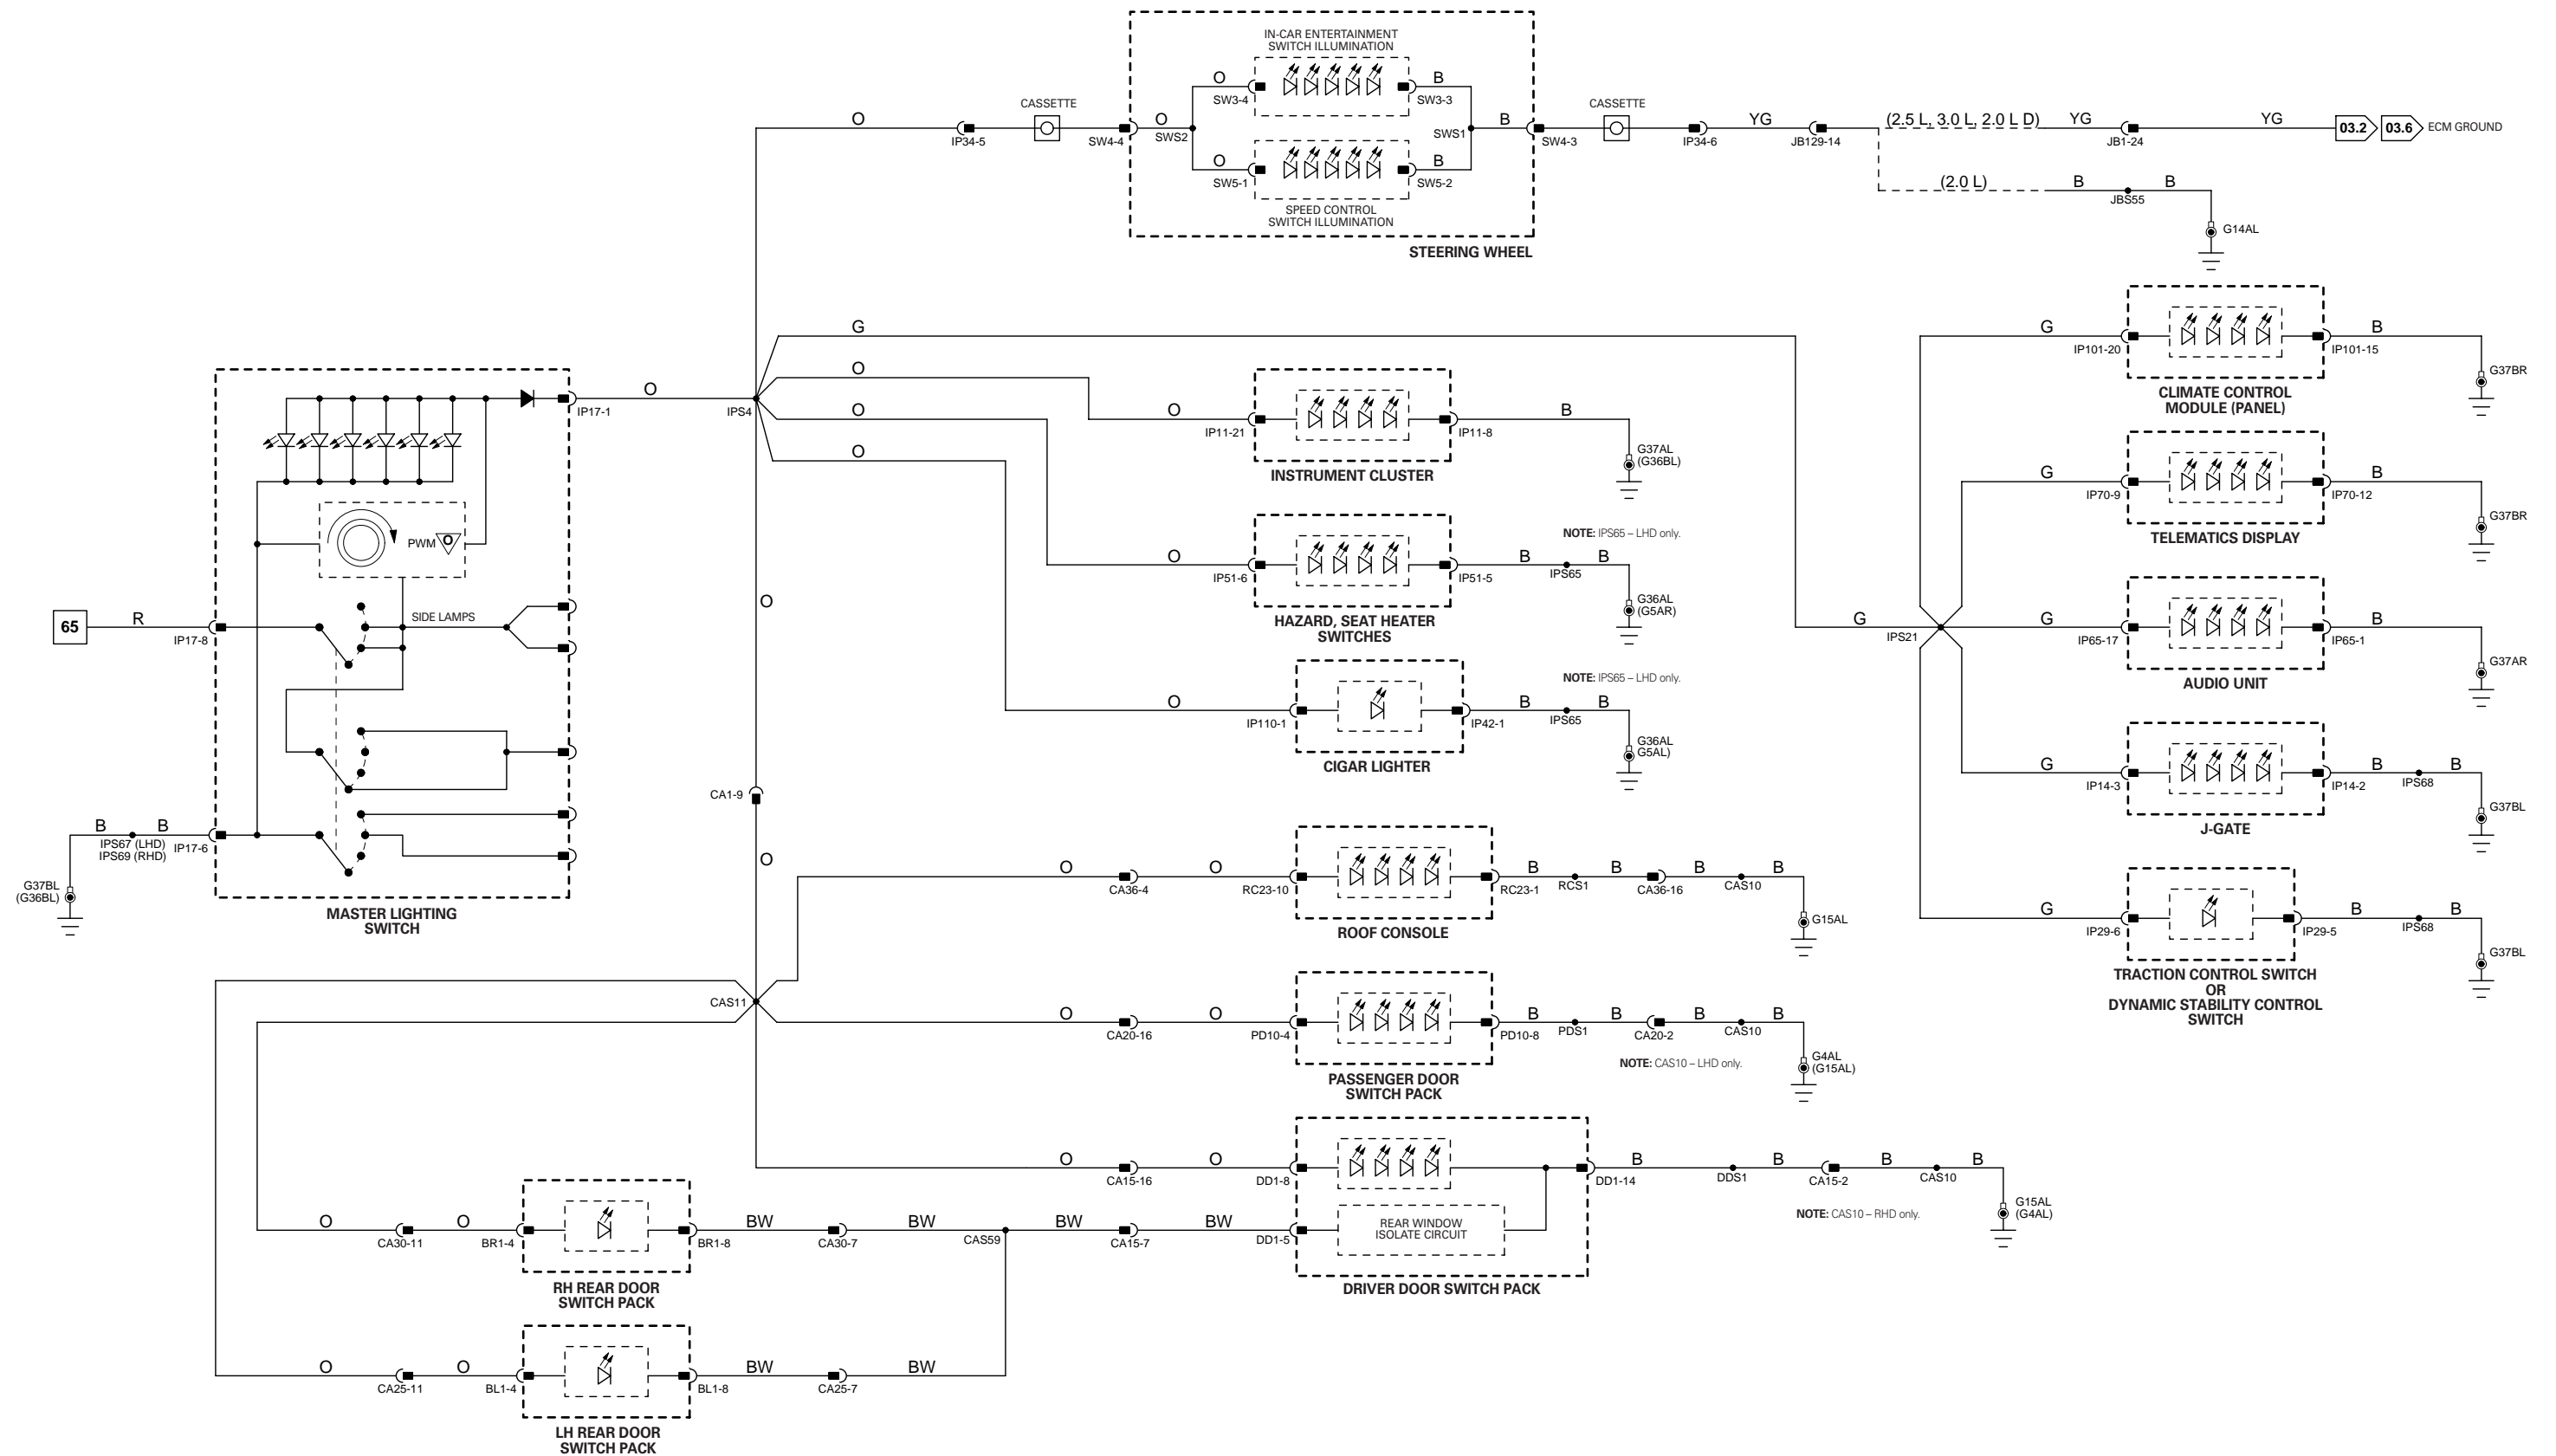 IN-CAR ENTERTAINMENT
SWITCH ILLUMINATION
O
B
SW3-4
SW3-3
CASSETTE
CASSETTE
O
O
B
YG
(2.5 L, 3.0 L, 2.0 L D)
YG
YG
IP34-5
SW4-4
SWS2
SWS1
SW4-3
IP34-6
JB129-14
JB1-24
03.2
03.6
ECM GROUND
O
B
SW5-1
SW5-2
(2.0 L)
B
B
JBS55
SPEED CONTROL
SWITCH ILLUMINATION
STEERING WHEEL
G14AL
G
G
B
IP101-20
IP101-15
G37BR
CLIMATE CONTROL
MODULE (PANEL)
O
IP17-1
IPS4
O
O
O
O
B
IP11-21
IP11-8
G37AL
(G36BL)
INSTRUMENT CLUSTER
G
B
IP70-9
IP70-12
G37BR
TELEMATICS DISPLAY
PWM
O
NOTE: IPS65 – LHD only.
O
B
B
IP51-6
IP51-5
IPS65
G36AL
(G5AR)
HAZARD, SEAT HEATER
SWITCHES
O
65
R
IP17-8
SIDE LAMPS
G
IPS21
G
B
IP65-17
IP65-1
G37AR
AUDIO UNIT
NOTE: IPS65 – LHD only.
O
B
B
IP110-1
IP42-1
IPS65
G36AL
G5AL)
CIGAR LIGHTER
G
B
B
IP14-3
IP14-2
IPS68
G37BL
J-GATE
CA1-9
B
B
IPS67 (LHD)
IPS69 (RHD)
IP17-6
G37BL
(G36BL)
MASTER LIGHTING
SWITCH
O
O
O
B
B
B
B
CA36-4
RC23-10
RC23-1
RCS1
CA36-16
CAS10
G15AL
ROOF CONSOLE
G
B
B
IP29-6
IP29-5
IPS68
G37BL
TRACTION CONTROL SWITCH
OR
DYNAMIC STABILITY CONTROL
SWITCH
CAS11
O
O
B
B
B
B
CA20-16
PD10-4
PD10-8
PDS1
CA20-2
CAS10
G4AL
(G15AL)
NOTE: CAS10 – LHD only.
PASSENGER DOOR
SWITCH PACK
O
O
B
B
B
B
CA15-16
DD1-8
DD1-14
DDS1
CA15-2
CAS10
G15AL
(G4AL)
NOTE: CAS10 – RHD only.
O
O
BW
BW
BW
BW
CA30-11
BR1-4
BR1-8
CA30-7
CAS59
CA15-7
DD1-5
REAR WINDOW
ISOLATE CIRCUIT
DRIVER DOOR SWITCH PACK
RH REAR DOOR
SWITCH PACK
O
O
BW
BW
CA25-11
BL1-4
BL1-8
CA25-7
LH REAR DOOR
SWITCH PACK